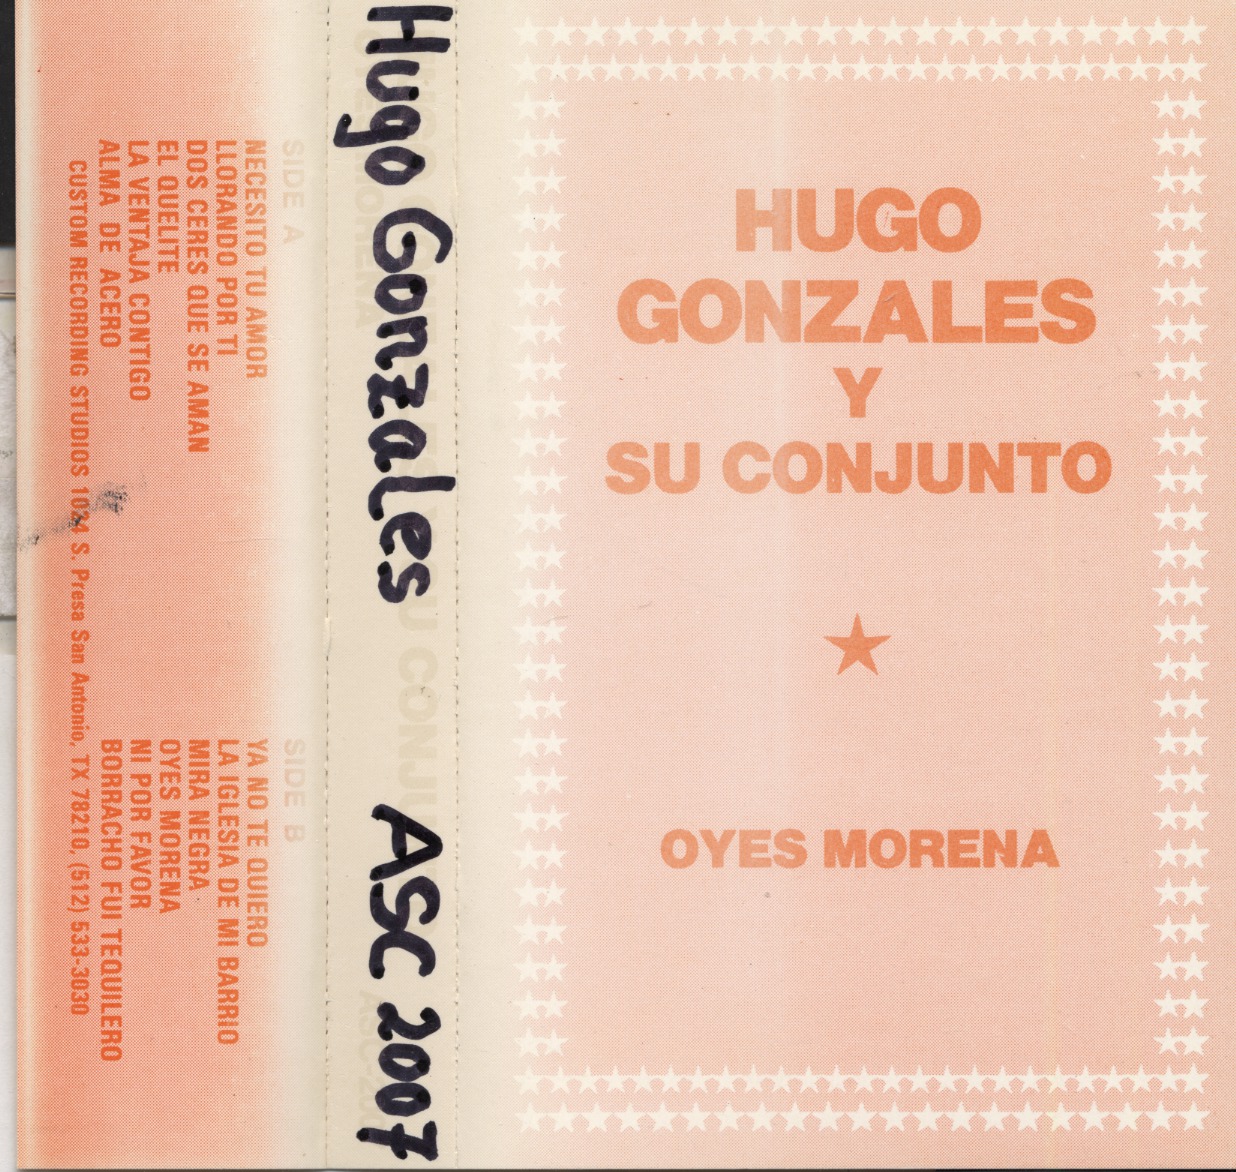 SIDE A
NECESITO TU AMOR
LLORANDO POR TI
DOS CERES QUE SE AMAN
EL QUELITE
LA VENTAJA CONTIGO
ALMA DE ACERO
SIDE B
YA NO TE QUIERO
LA IGLESIA DE MI BARRIO
MIRA NEGRA
OYES MORENA
NI POR FAVOR
BORRACHO FUI TEQUILERO
CUSTOM RECORDING STUDIOS 1024 S. Presa San Antonio, TX 78210, (512) 533-3030
Hugo Gonzales ASC 2007
HUGO
GONZALES
Y
SU CONJUNTO
OYES MORENA